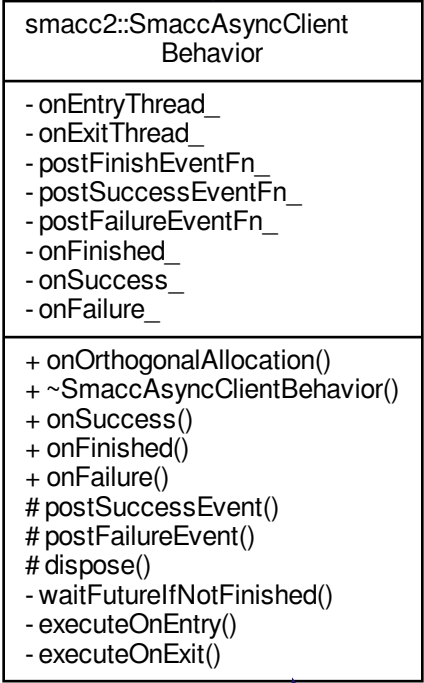 smacc2::SmaccAsyncClient
Behavior
- onEntryThread_
- onExitThread_
- postFinishEventFn_
- postSuccessEventFn_
- postFailureEventFn_
- onFinished_
- onSuccess_
- onFailure_
+ onOrthogonalAllocation()
+ ~SmaccAsyncClientBehavior()
+ onSuccess()
+ onFinished()
+ onFailure()
# postSuccessEvent()
# postFailureEvent()
# dispose()
- waitFutureIfNotFinished()
- executeOnEntry()
- executeOnExit()